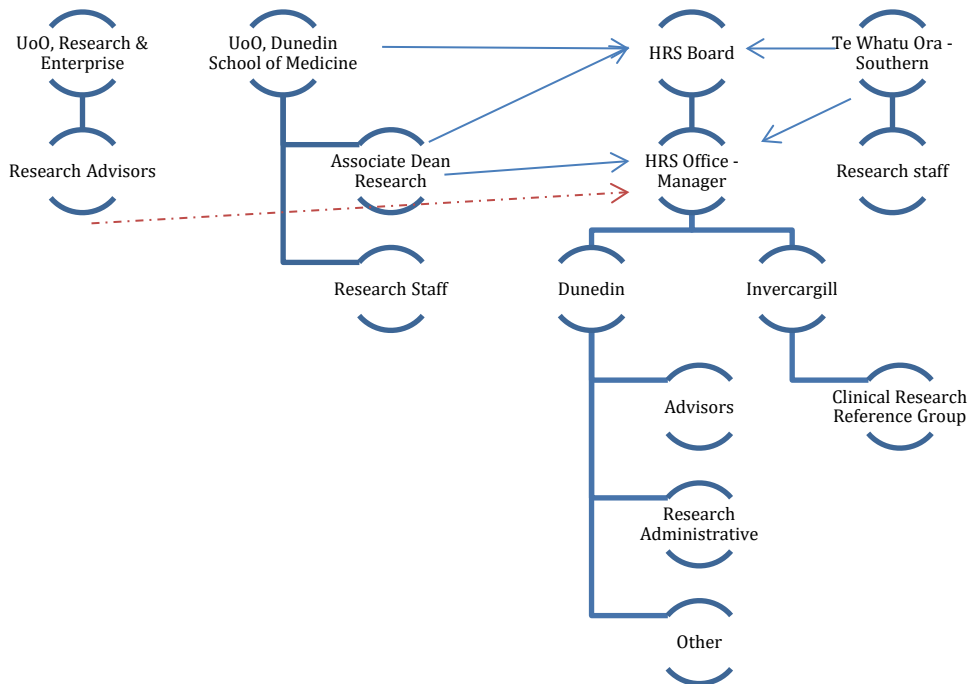 UoO, Research &
Enterprise
UoO, Dunedin
School of Medicine
HRS Board
Te Whatu Ora -
Southern
Research Advisors
Associate Dean
Research
HRS Office -
Manager
Research staff
Research Staff
Dunedin
Invercargill
Advisors
Clinical Research
Reference Group
Research
Administrative
Other